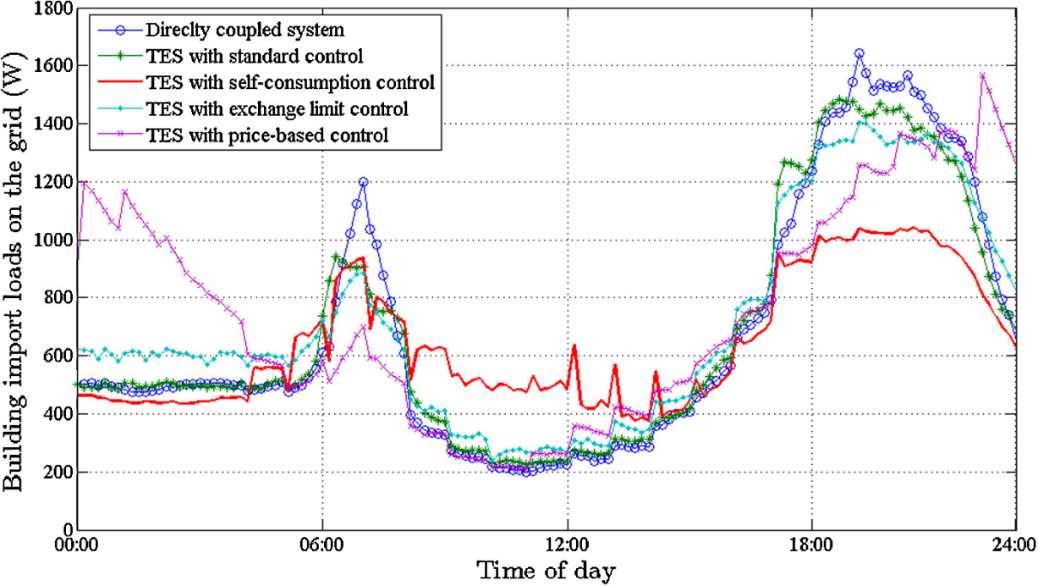 Building import loads on the grid (W)
1800
1600
1400
1200
1000
800
600
400
200
0
Direclty coupled system
TES with standard control
TES with self-consumption control
TES with exchange limit control
TES with price-based control
00:00
06:00
12:00
18:00
24:00
Time of day